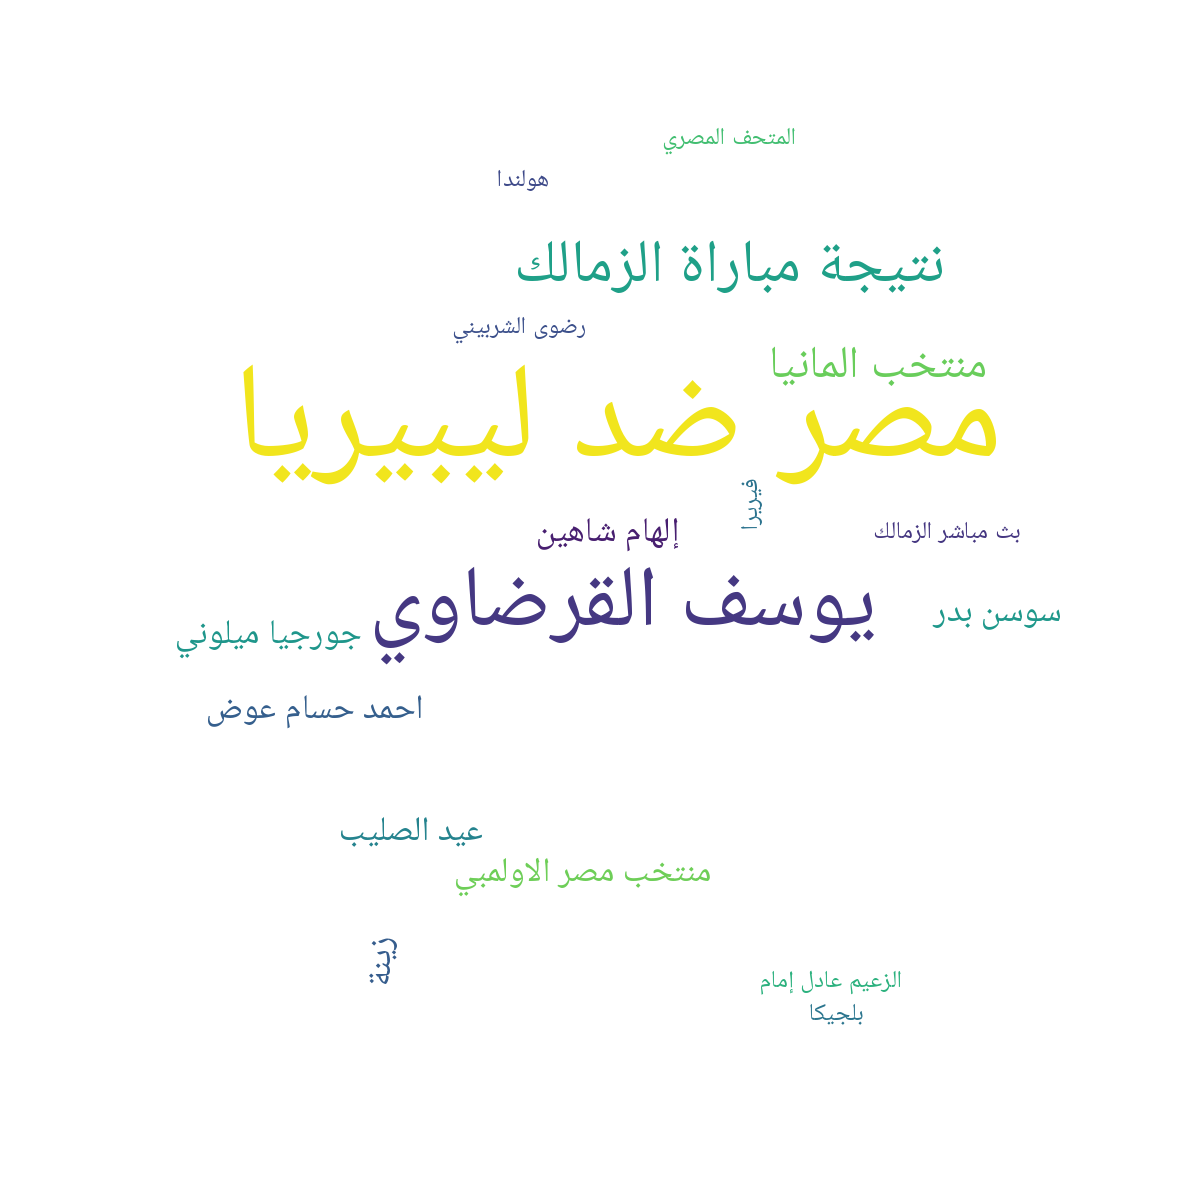 المتحف المصري
هولندا
نتيجة مباراة الزمالك
رضوى الشربيني
منتخب المانيا
مصر ضد ليبيريا
فيريرا
بث مباشر الزمالك
إلهام شاهين
يوسف القرضاوي
سوسن بدر
جورجيا ميلوني
احمد حسام عوض
عيد الصليب
منتخب مصر الاولمبي
زينة
الزعيم عادل إمام
بلجيكا